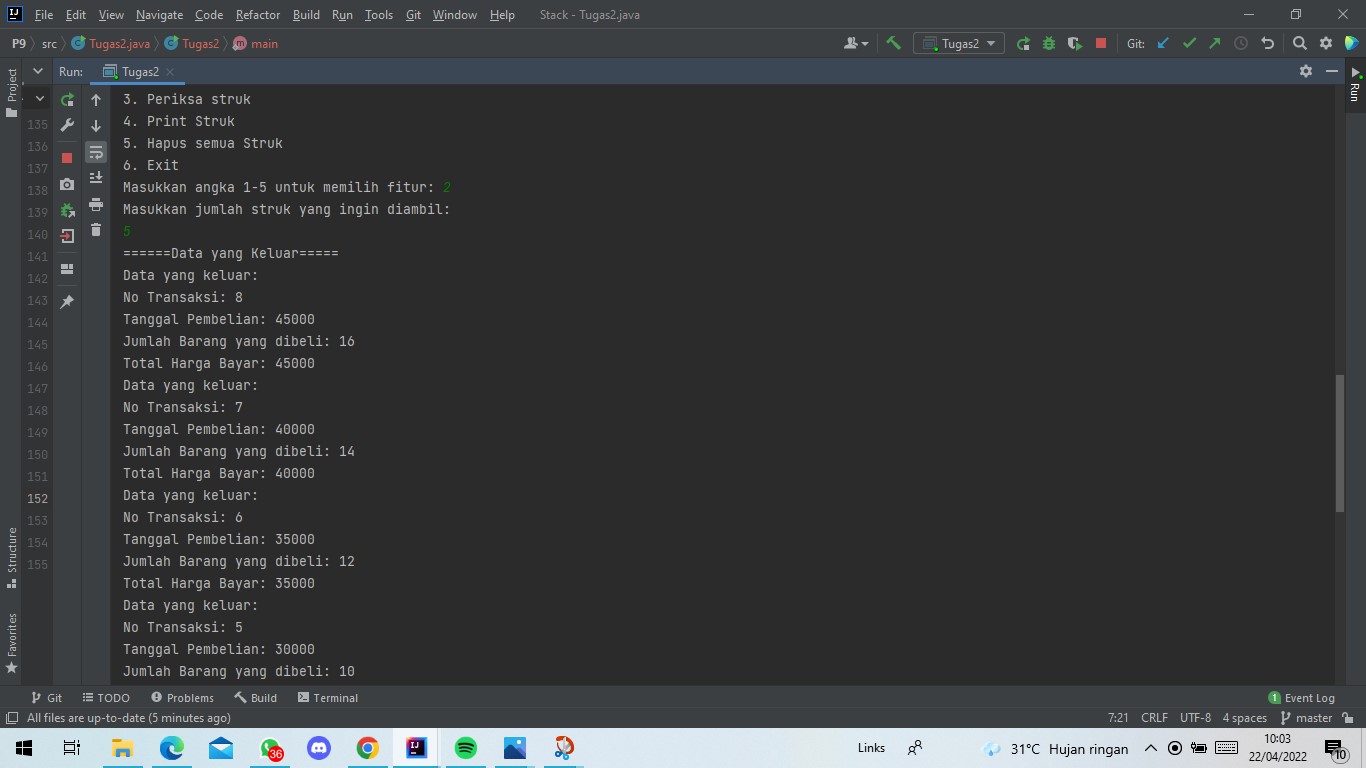 File Edit View Navigate Code Refactor Build Run Tools Git Window Help Stack - Tugas2.java
P9 src Tugas2.java Tugas2 main Tugas2 Git:
Project
Run: Tugas2
Run
3. Periksa struk
4. Print Struk
135
5. Hapus semua Struk
136
6. Exit
137
Masukkan angka 1-5 untuk memilih fitur: 2
138
Masukkan jumlah struk yang ingin diambil:
139
5
140
======Data yang Keluar=====
141
Data yang keluar:
142
No Transaksi: 8
143
Tanggal Pembelian: 45000
144
Jumlah Barang yang dibeli: 16
145
Total Harga Bayar: 45000
146
Data yang keluar:
147
No Transaksi: 7
148
Tanggal Pembelian: 40000
149
Jumlah Barang yang dibeli: 14
150
Total Harga Bayar: 40000
151
Data yang keluar:
152
No Transaksi: 6
153
Tanggal Pembelian: 35000
154
Jumlah Barang yang dibeli: 12
155
Total Harga Bayar: 35000
Data yang keluar:
No Transaksi: 5
Tanggal Pembelian: 30000
Jumlah Barang yang dibeli: 10
Structure
Favorites
Git TODO Problems Build Terminal 1 Event Log
All files are up-to-date (5 minutes ago) 7:21 CRLF UTF-8 4 spaces master
36 Links 31°C Hujan ringan 10:03
22/04/2022 10